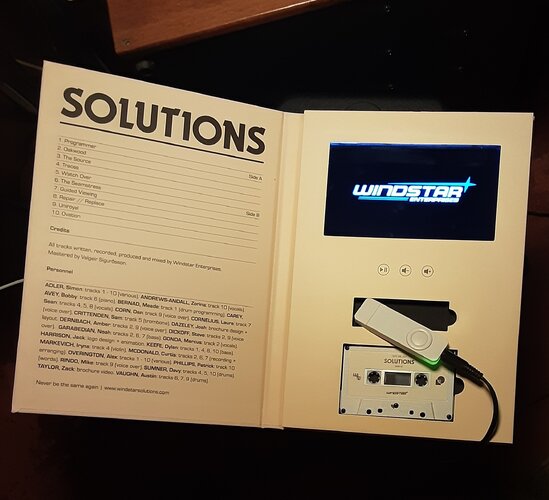 SOLUTIONS
1. Programmer
2. Oakwood
3. The Source
4. Traces
5. Watch Over
Side A
6. The Seamstress
7. Guided Viewing
8. Repair // Replace
Side B
9. Uniroyal
10. Ovation
Credits
All tracks written, recorded, produced and mixed by Windstar Enterprises.
Mastered by Valgeir Sigurðsson.
Personnel
ADLER, Simon: tracks 1 - 10 [various] ANDREWS-ANDALL, Zorina: track 10 [vocals]
AVEY, Bobby: track 6 [piano] BERNAD, Meade: track 1 [drum programming] CAREY,
Sean: tracks 4, 5, 8 [vocals] CORN, Dan: track 9 [voice over] CORNELIUS, Laura: track 7
[voice over] CRITTENDEN, Sam: track 5 [trombone] DAZELEY, Josh: brochure design +
layout DERNBACH, Amber: track 2, 9 [voice over] DICKOFF, Steve: tracks 2, 9 [voice
over] GARABEDIAN, Noah: tracks 2, 6, 7 [bass] GONDA, Marcus: track 2 [vocals]
HARRISON, Jack: logo design + animation KEEFE, Dylan: tracks 1, 4, 8, 10 [bass]
MARKEVICH, Iryna: track 4 [violin] MCDONALD, Curtis: tracks 2, 6, 7 [recording +
arranging] OVERINGTON, Alex: tracks 1 - 10 [various] PHILLIPS, Patrick: track 10
[words] RINDO, Mike: track 9 [voice over] SUMNER, Davy: tracks 4, 5, 10 [drums]
TAYLOR, Zack: brochure video VAUGHN, Austin: tracks 6, 7, 9 [drums]
Never be the same again | www.windstarsolutions.com
WINDSTAR
ENTERPRISES
SOLUTIONS
WINDSTAR